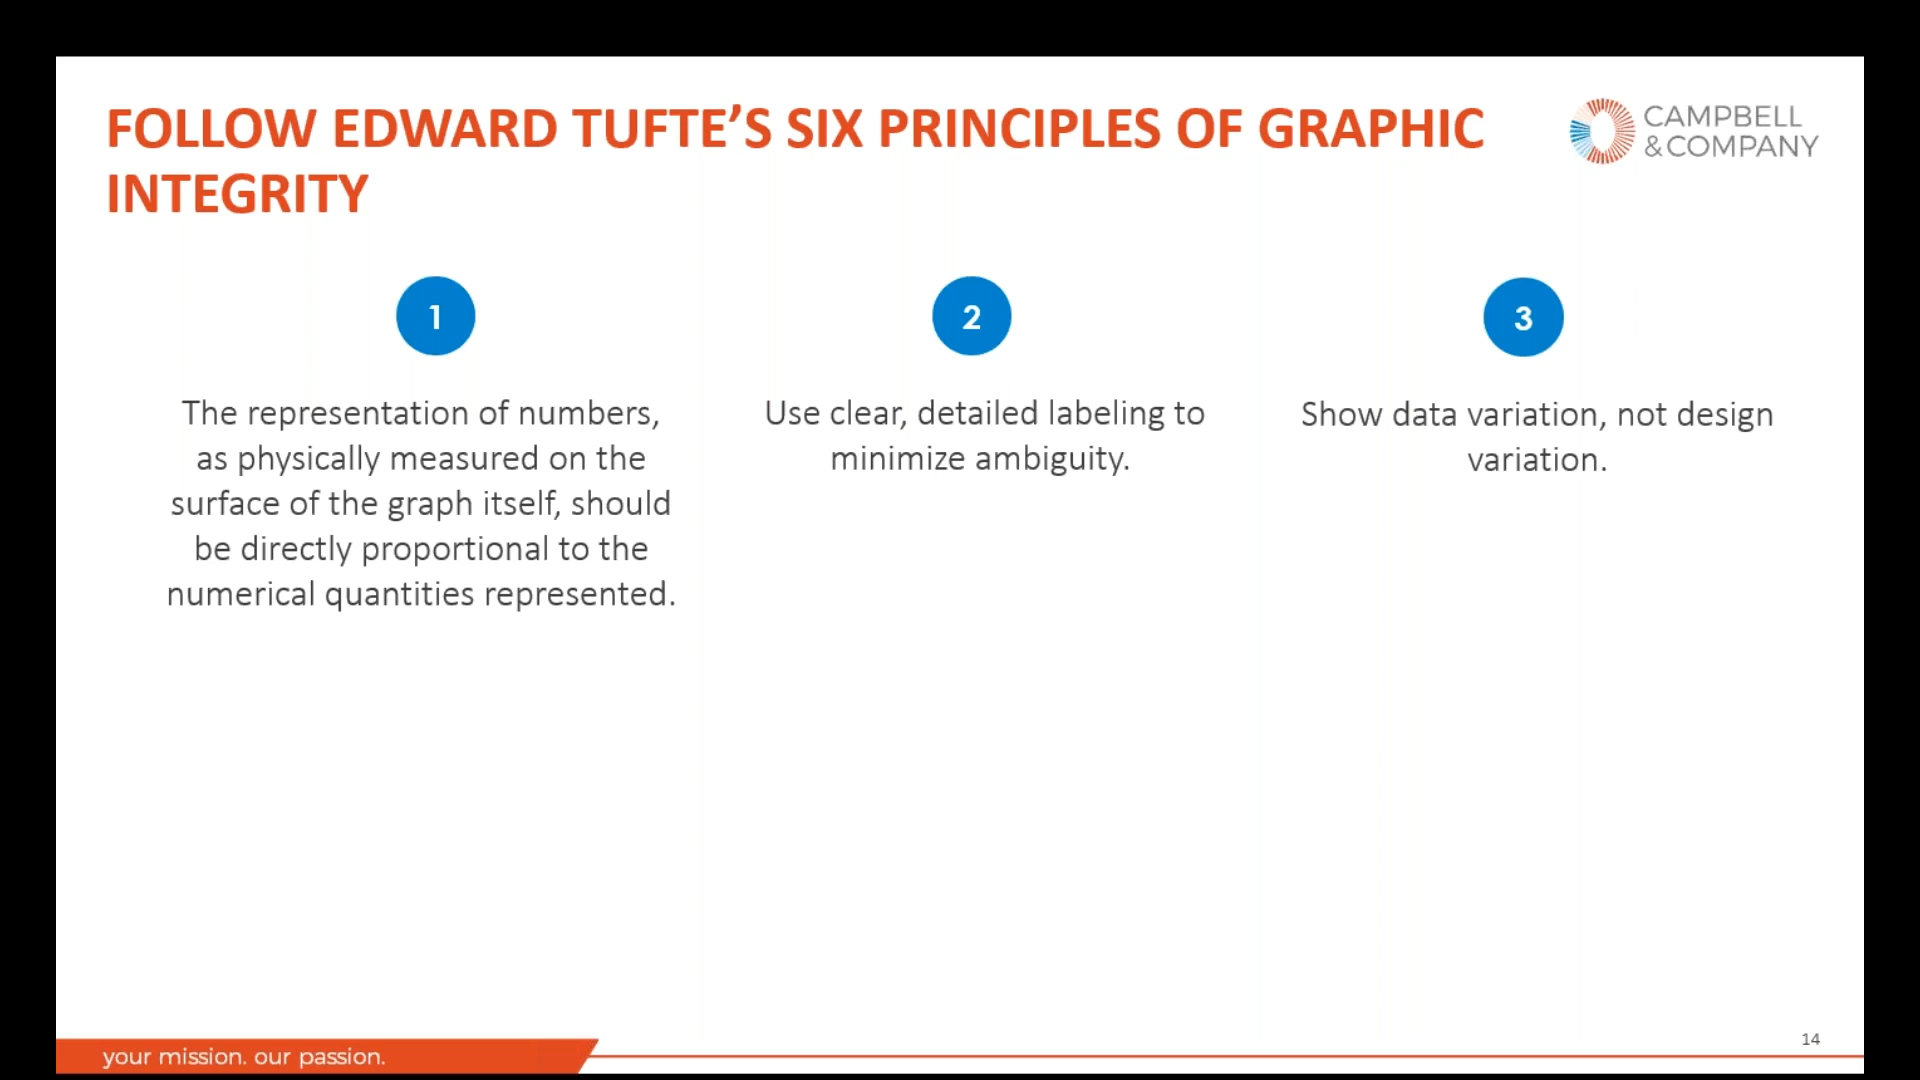 FOLLOW EDWARD TUFTE’S SIX PRINCIPLES OF GRAPHIC
INTEGRITY
CAMPBELL
&COMPANY
1
The representation of numbers,
as physically measured on the
surface of the graph itself, should
be directly proportional to the
numerical quantities represented.
2
Use clear, detailed labeling to
minimize ambiguity.
3
Show data variation, not design
variation.
14
your mission. our passion.